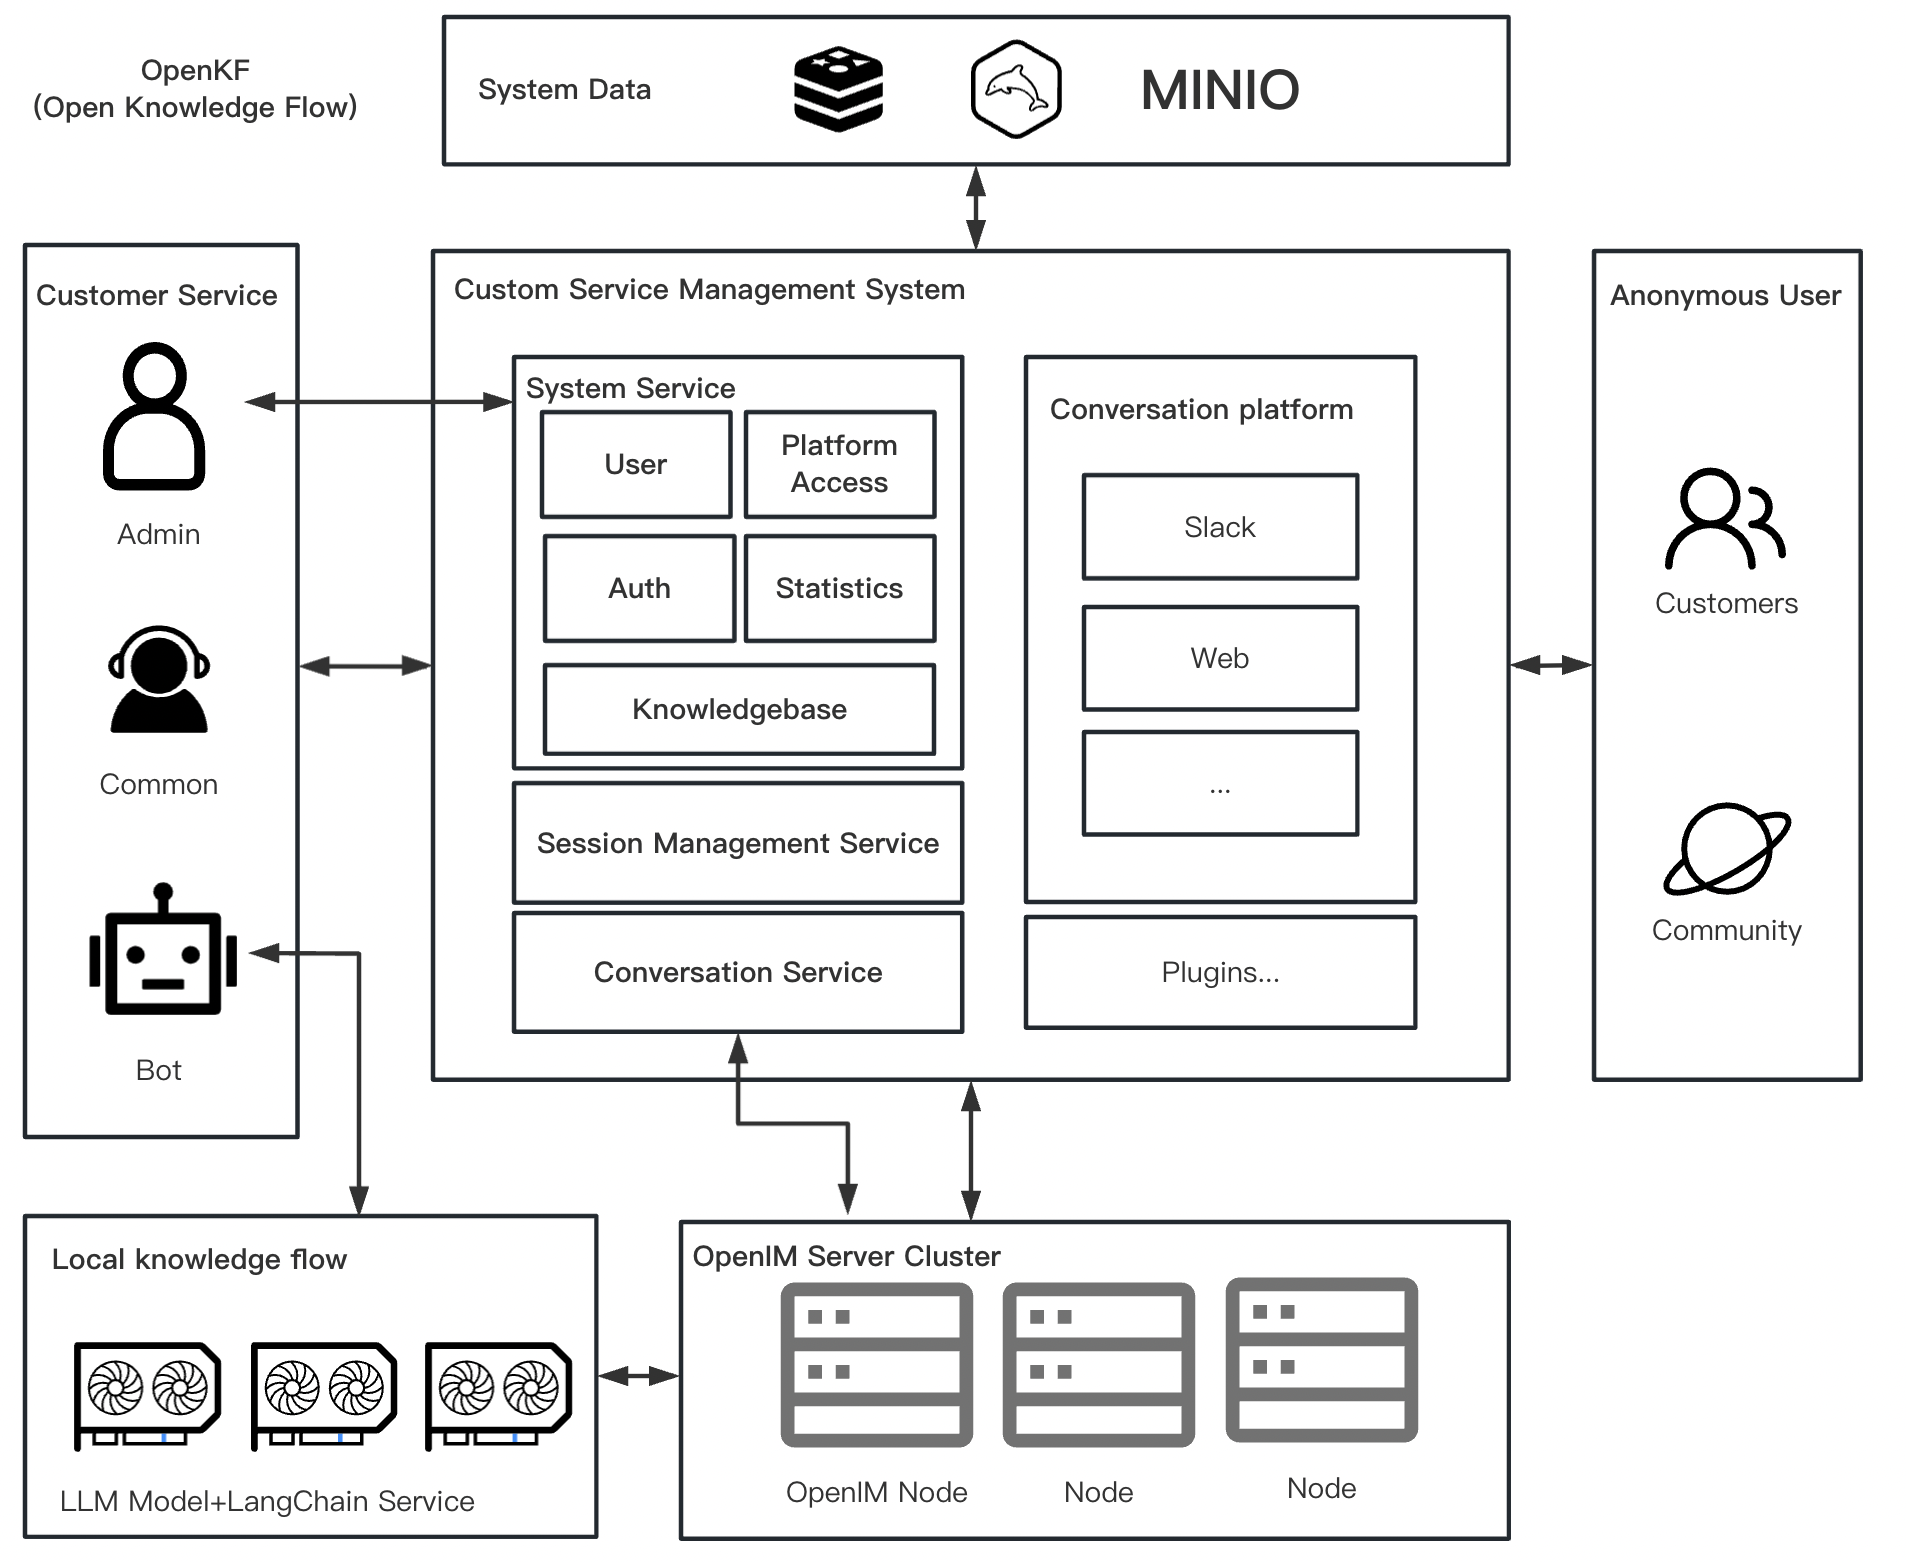 OpenKF
(Open Knowledge Flow)
System Data
MINIO
Customer Service
Admin
Common
Bot
Custom Service Management System
System Service
User
Platform
Access
Auth
Statistics
Knowledgebase
Session Management Service
Conversation Service
Conversation platform
Slack
Web
...
Plugins...
Anonymous User
Customers
Community
Local knowledge flow
LLM Model+LangChain Service
OpenIM Server Cluster
OpenIM Node
Node
Node